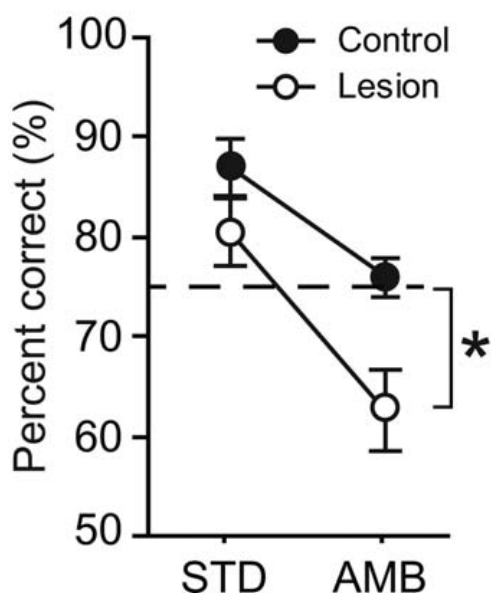 100
90
80
70
60
50
Percent correct (%)
Control
Lesion
*
STD
AMB